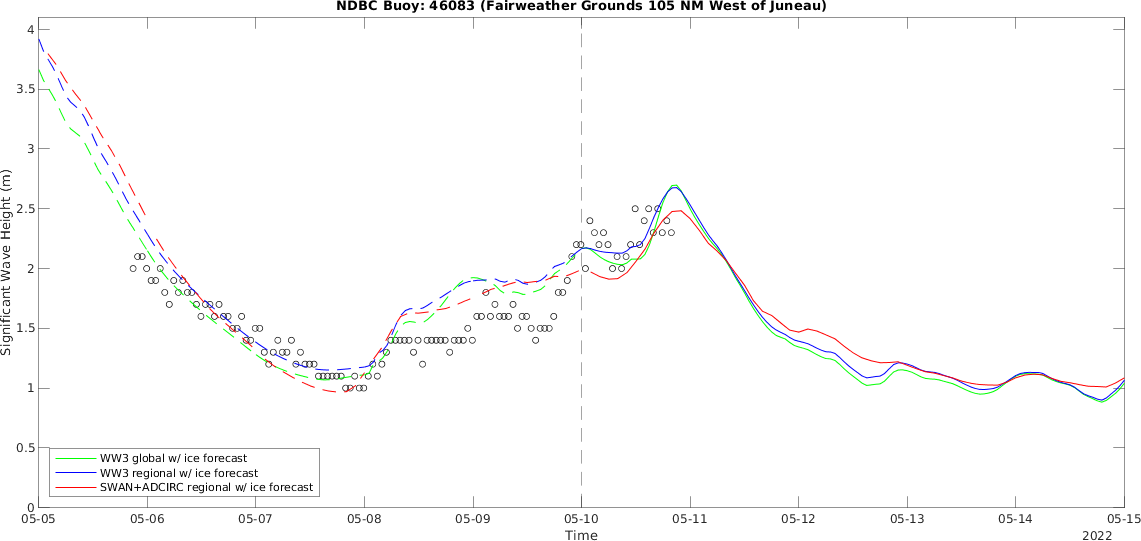 NDBC Buoy: 46083 (Fairweather Grounds 105 NM West of Juneau)
Significant Wave Height (m)
4
3.5
3
2.5
2
1.5
1
0.5
0
WW3 global w/ ice forecast
WW3 regional w/ ice forecast
SWAN+ADCIRC regional w/ ice forecast
05-05 05-06 05-07 05-08 05-09 05-10 05-11 05-12 05-13 05-14 05-15
Time
2022